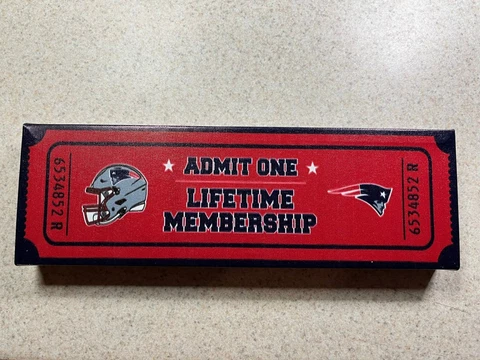 6534852 R
ADMIT ONE
LIFETIME
MEMBERSHIP
6534852 R